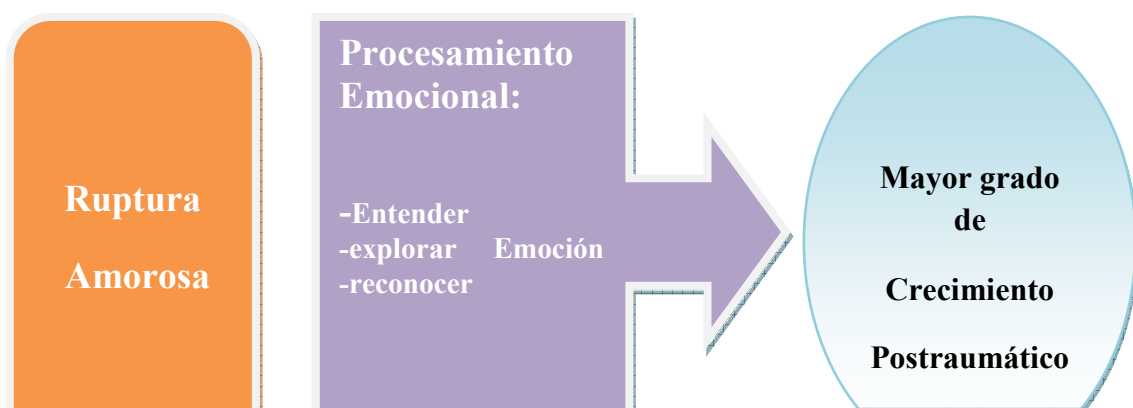 Ruptura
Amorosa
Procesamiento
Emocional:
-Entender
-explorar Emoción
-reconocer
Mayor grado
de
Crecimiento
Postraumático